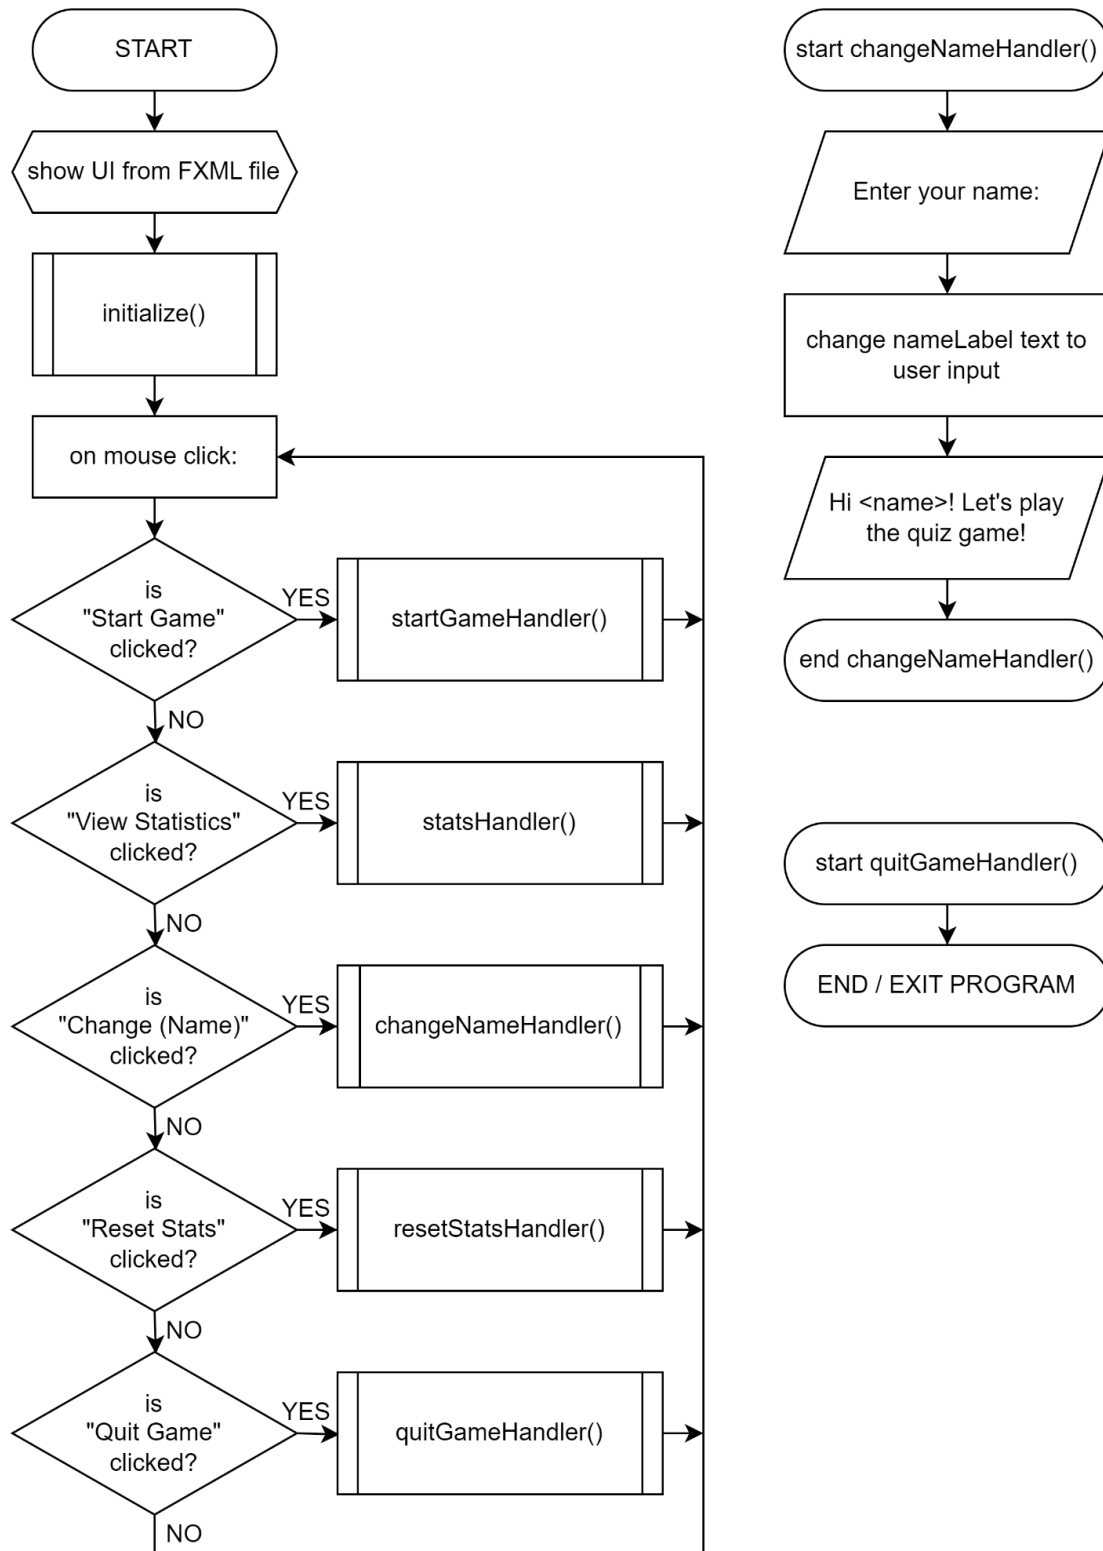 START
show UI from FXML file
initialize()
on mouse click:
is
"Start Game"
clicked?
YES
startGameHandler()
NO
is
"View Statistics"
clicked?
YES
statsHandler()
NO
is
"Change (Name)"
clicked?
YES
changeNameHandler()
NO
is
"Reset Stats"
clicked?
YES
resetStatsHandler()
NO
is
"Quit Game"
clicked?
YES
quitGameHandler()
NO
start changeNameHandler()
Enter your name:
change nameLabel text to
user input
Hi <name>! Let's play
the quiz game!
end changeNameHandler()
start quitGameHandler()
END / EXIT PROGRAM